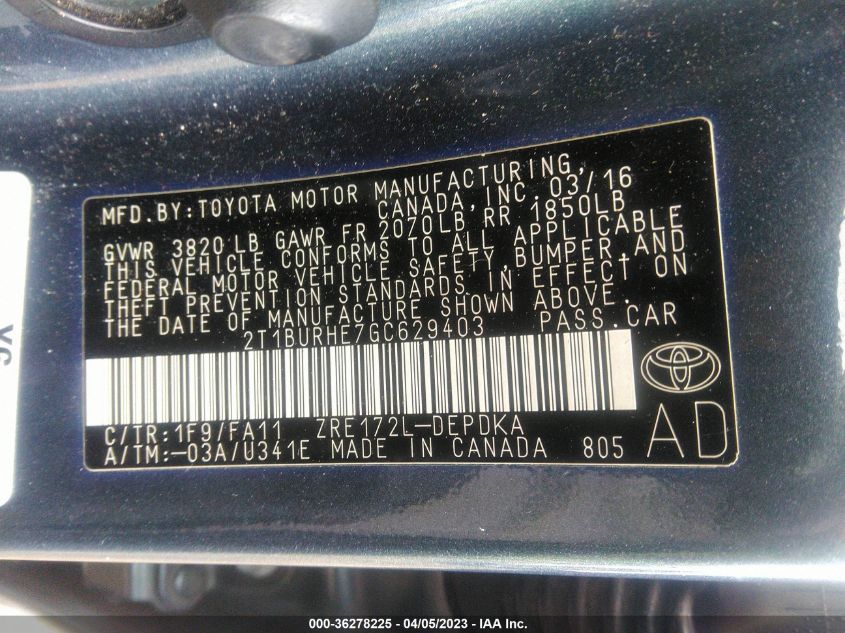 MFD.BY:TOYOTA MOTOR MANUFACTURING,
CANADA, INC. 03/16
GVWR 3820 LB GAWR FR 2070LB RR 1850LB
THIS VEHICLE CONFORMS TO ALL APPLICABLE
FEDERAL MOTOR VEHICLE SAFETY, BUMPER, AND
THEFT PREVENTION STANDARDS IN EFFECT ON
THE DATE OF MANUFACTURE SHOWN ABOVE.
2T1BURHE7GC629403 PASS.CAR
C/TR:1F9/FA11 ZRE172L-DEPDKA
A/TM:-03A/U341E MADE IN CANADA 805
AD
000-36278225 - 04/05/2023 - IAA Inc.